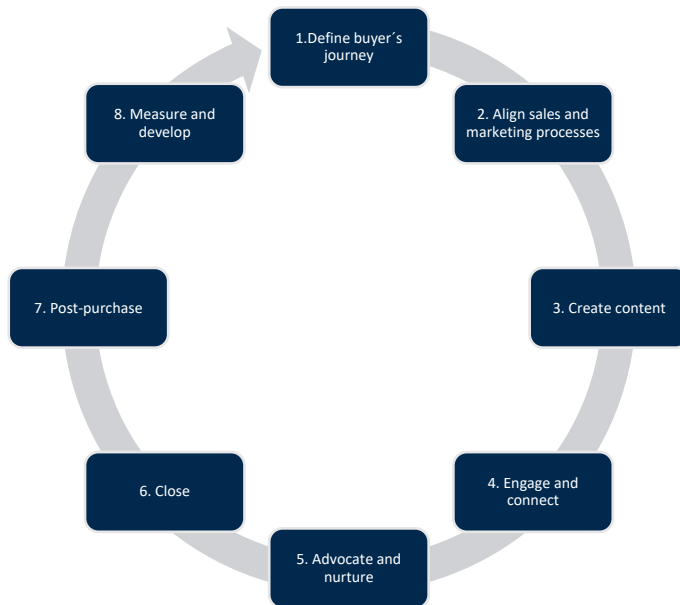 1.Define buyer´s
journey
2. Align sales and
marketing processes
3. Create content
4. Engage and
connect
5. Advocate and
nurture
6. Close
7. Post-purchase
8. Measure and
develop